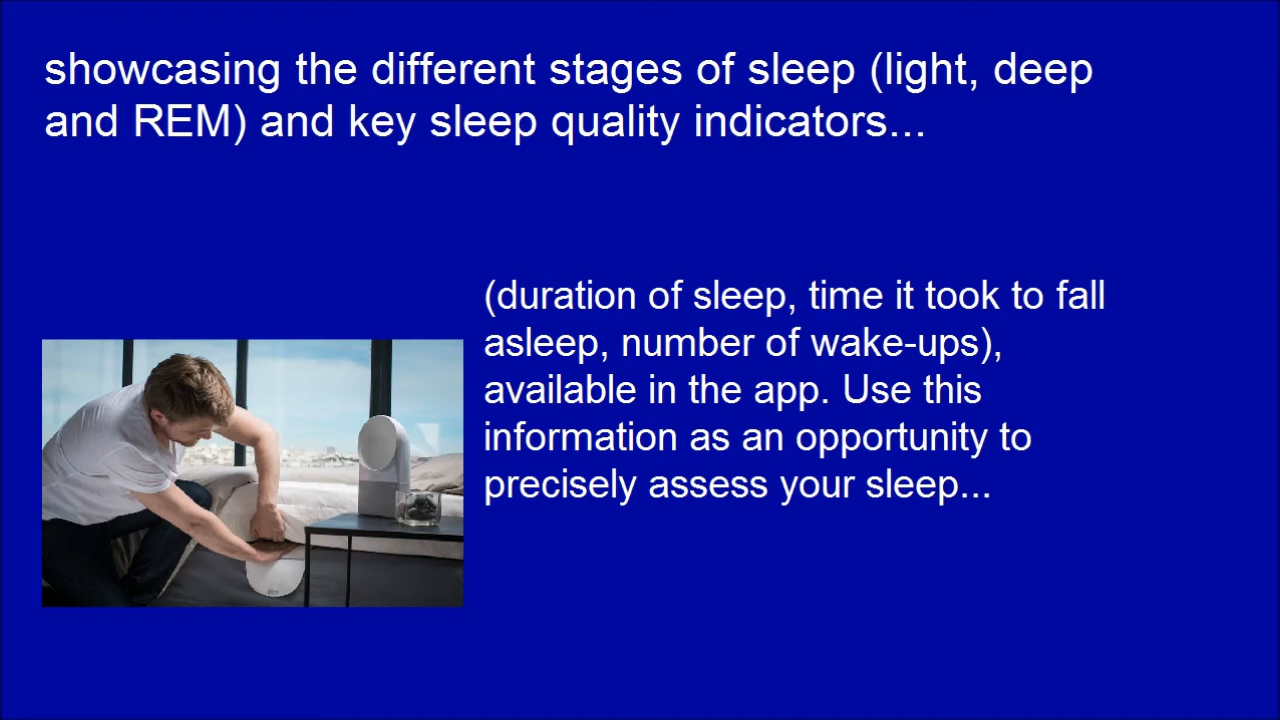 showcasing the different stages of sleep (light, deep
and REM) and key sleep quality indicators...
(duration of sleep, time it took to fall
asleep, number of wake-ups),
available in the app. Use this
information as an opportunity to
precisely assess your sleep...